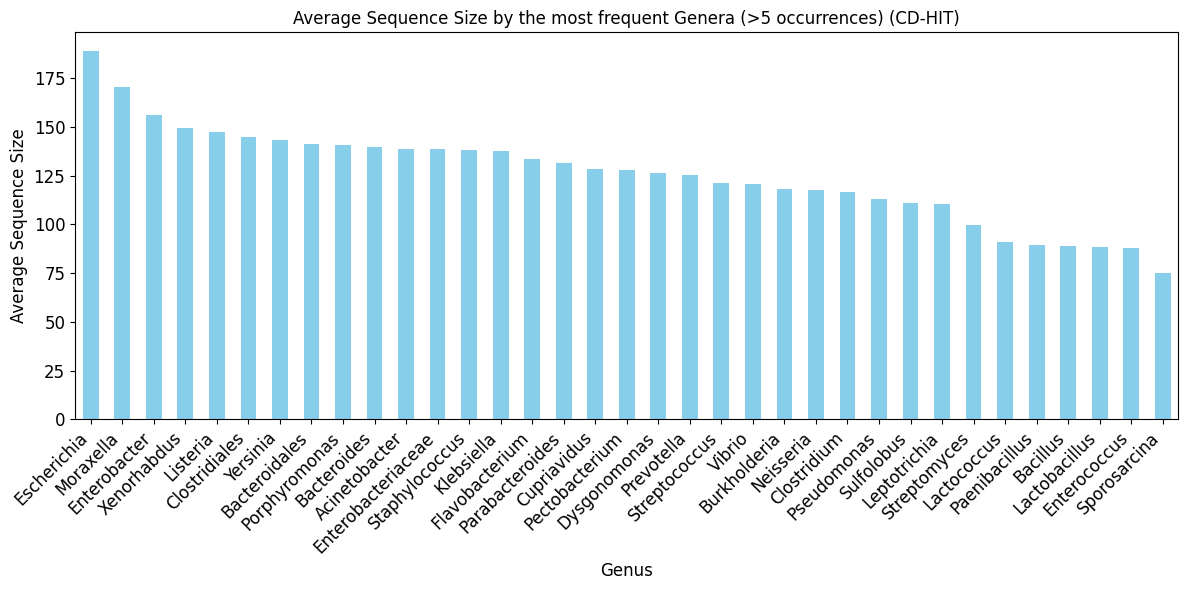 Average Sequence Size by the most frequent Genera (>5 occurrences) (CD-HIT)
Average Sequence Size
175
150
125
100
75
50
25
0
Escherichia
Moraxella
Enterobacter
Xenorhabdus
Listeria
Clostridiales
Yersinia
Bacteroidales
Porphyromonas
Bacteroides
Acinetobacter
Enterobacteriaceae
Staphylococcus
Klebsiella
Flavobacterium
Parabacteroides
Cupriavidus
Pectobacterium
Dysgonomonas
Prevotella
Streptococcus
Vibrio
Burkholderia
Neisseria
Clostridium
Pseudomonas
Sulfolobus
Leptotrichia
Streptomyces
Lactococcus
Paenibacillus
Bacillus
Lactobacillus
Enterococcus
Sporosarcina
Genus